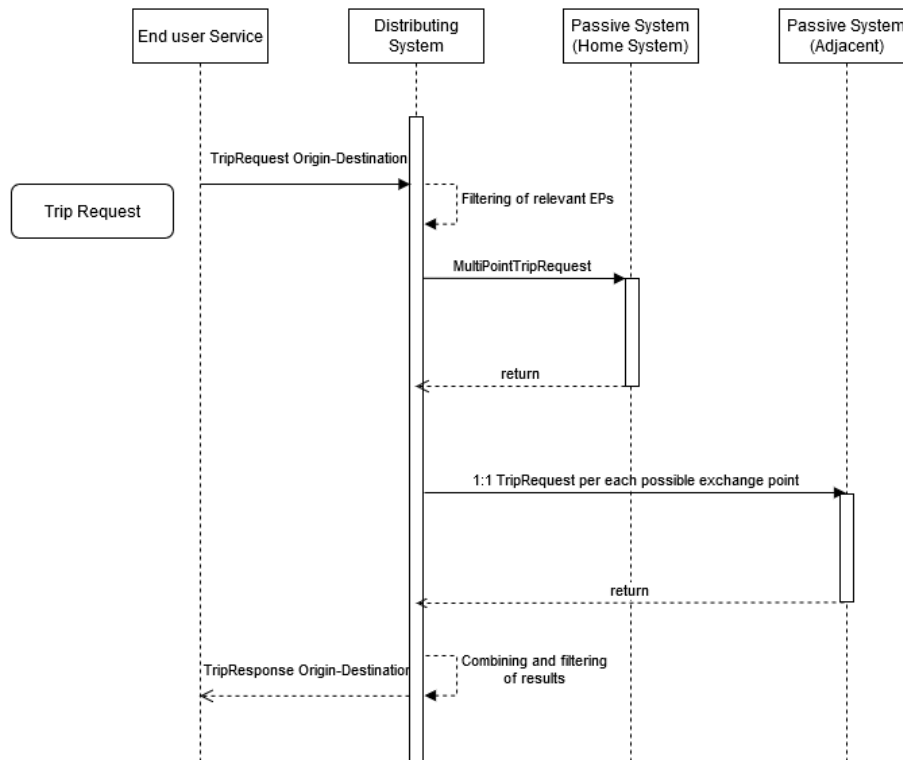 End user Service
Distributing
System
Passive System
(Home System)
Passive System
(Adjacent)
TripRequest Origin-Destination
Trip Request
Filtering of relevant EPs
MultiPointTripRequest
return
1:1 TripRequest per each possible exchange point
return
TripResponse Origin-Destination
Combining and filtering
of results